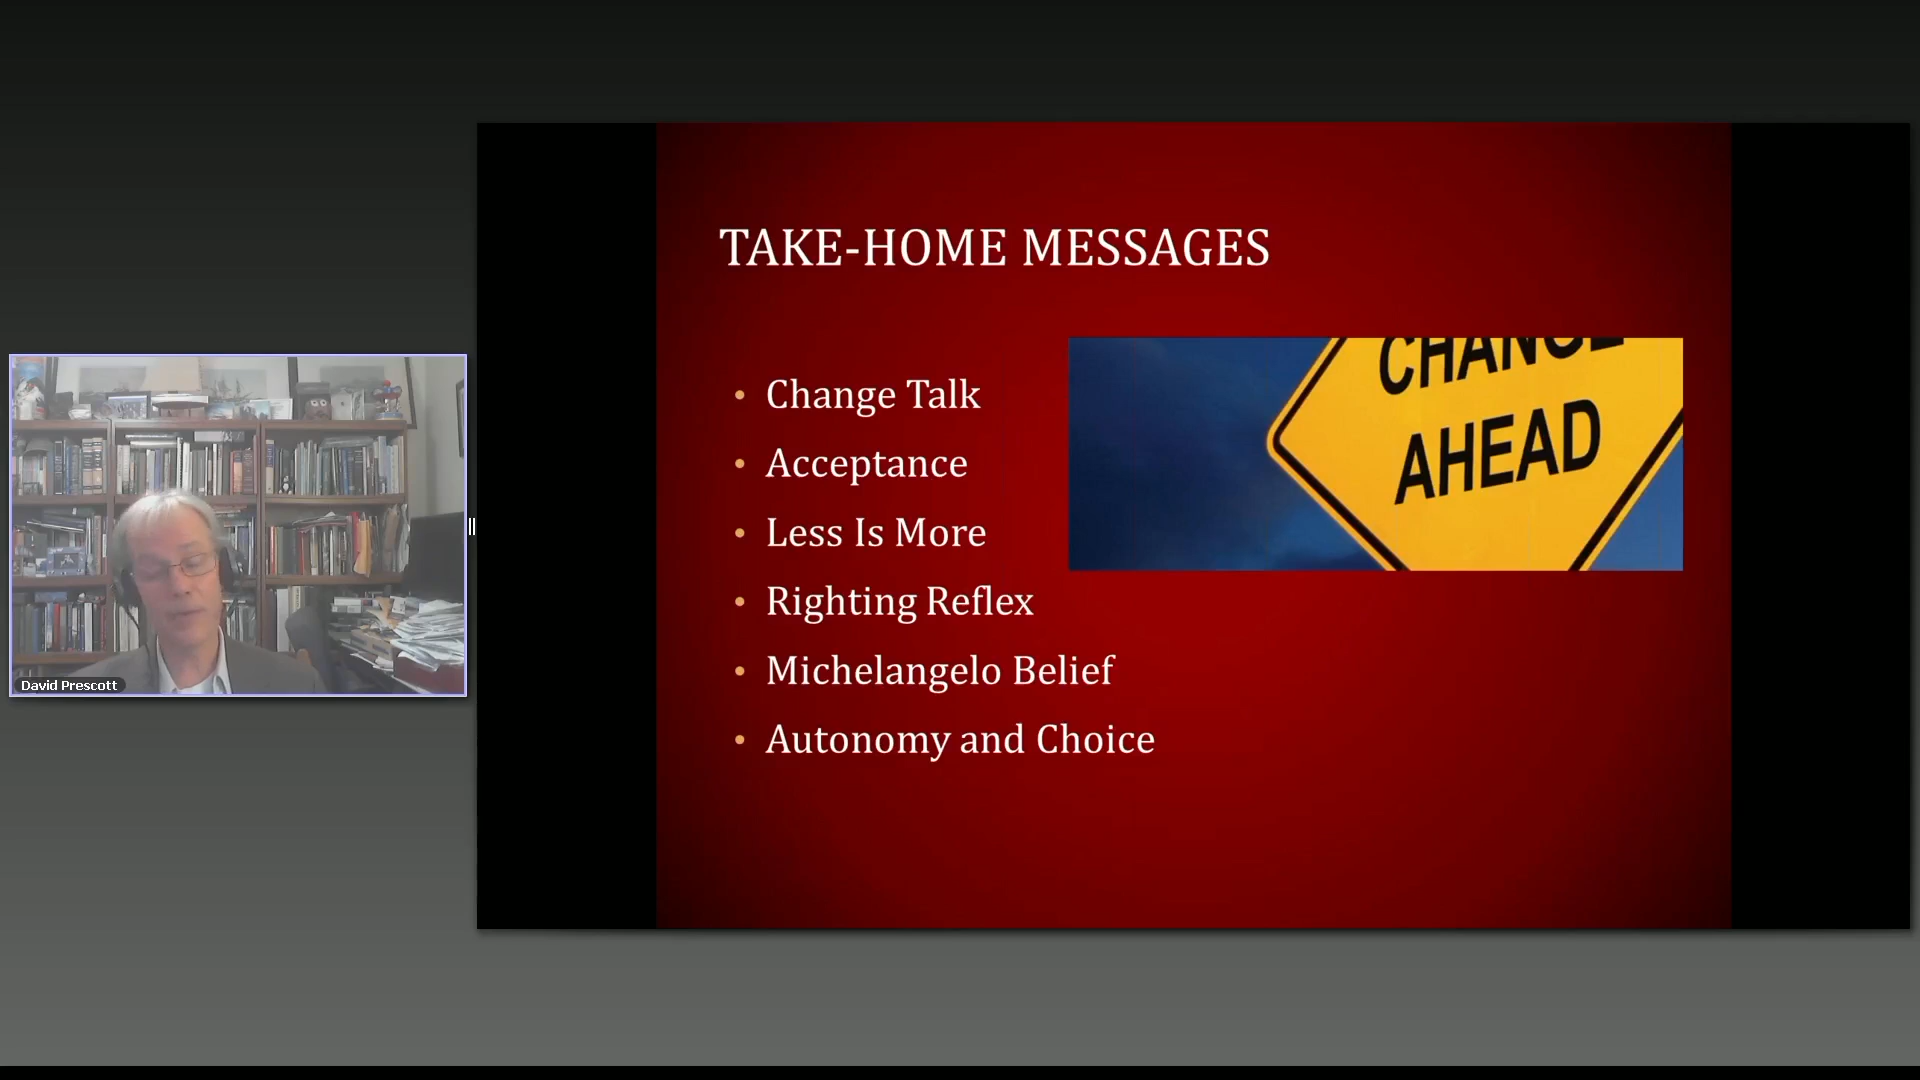 TAKE-HOME MESSAGES
Change Talk
Acceptance
Less Is More
Righting Reflex
Michelangelo Belief
Autonomy and Choice
CHANGE
AHEAD
David Prescott